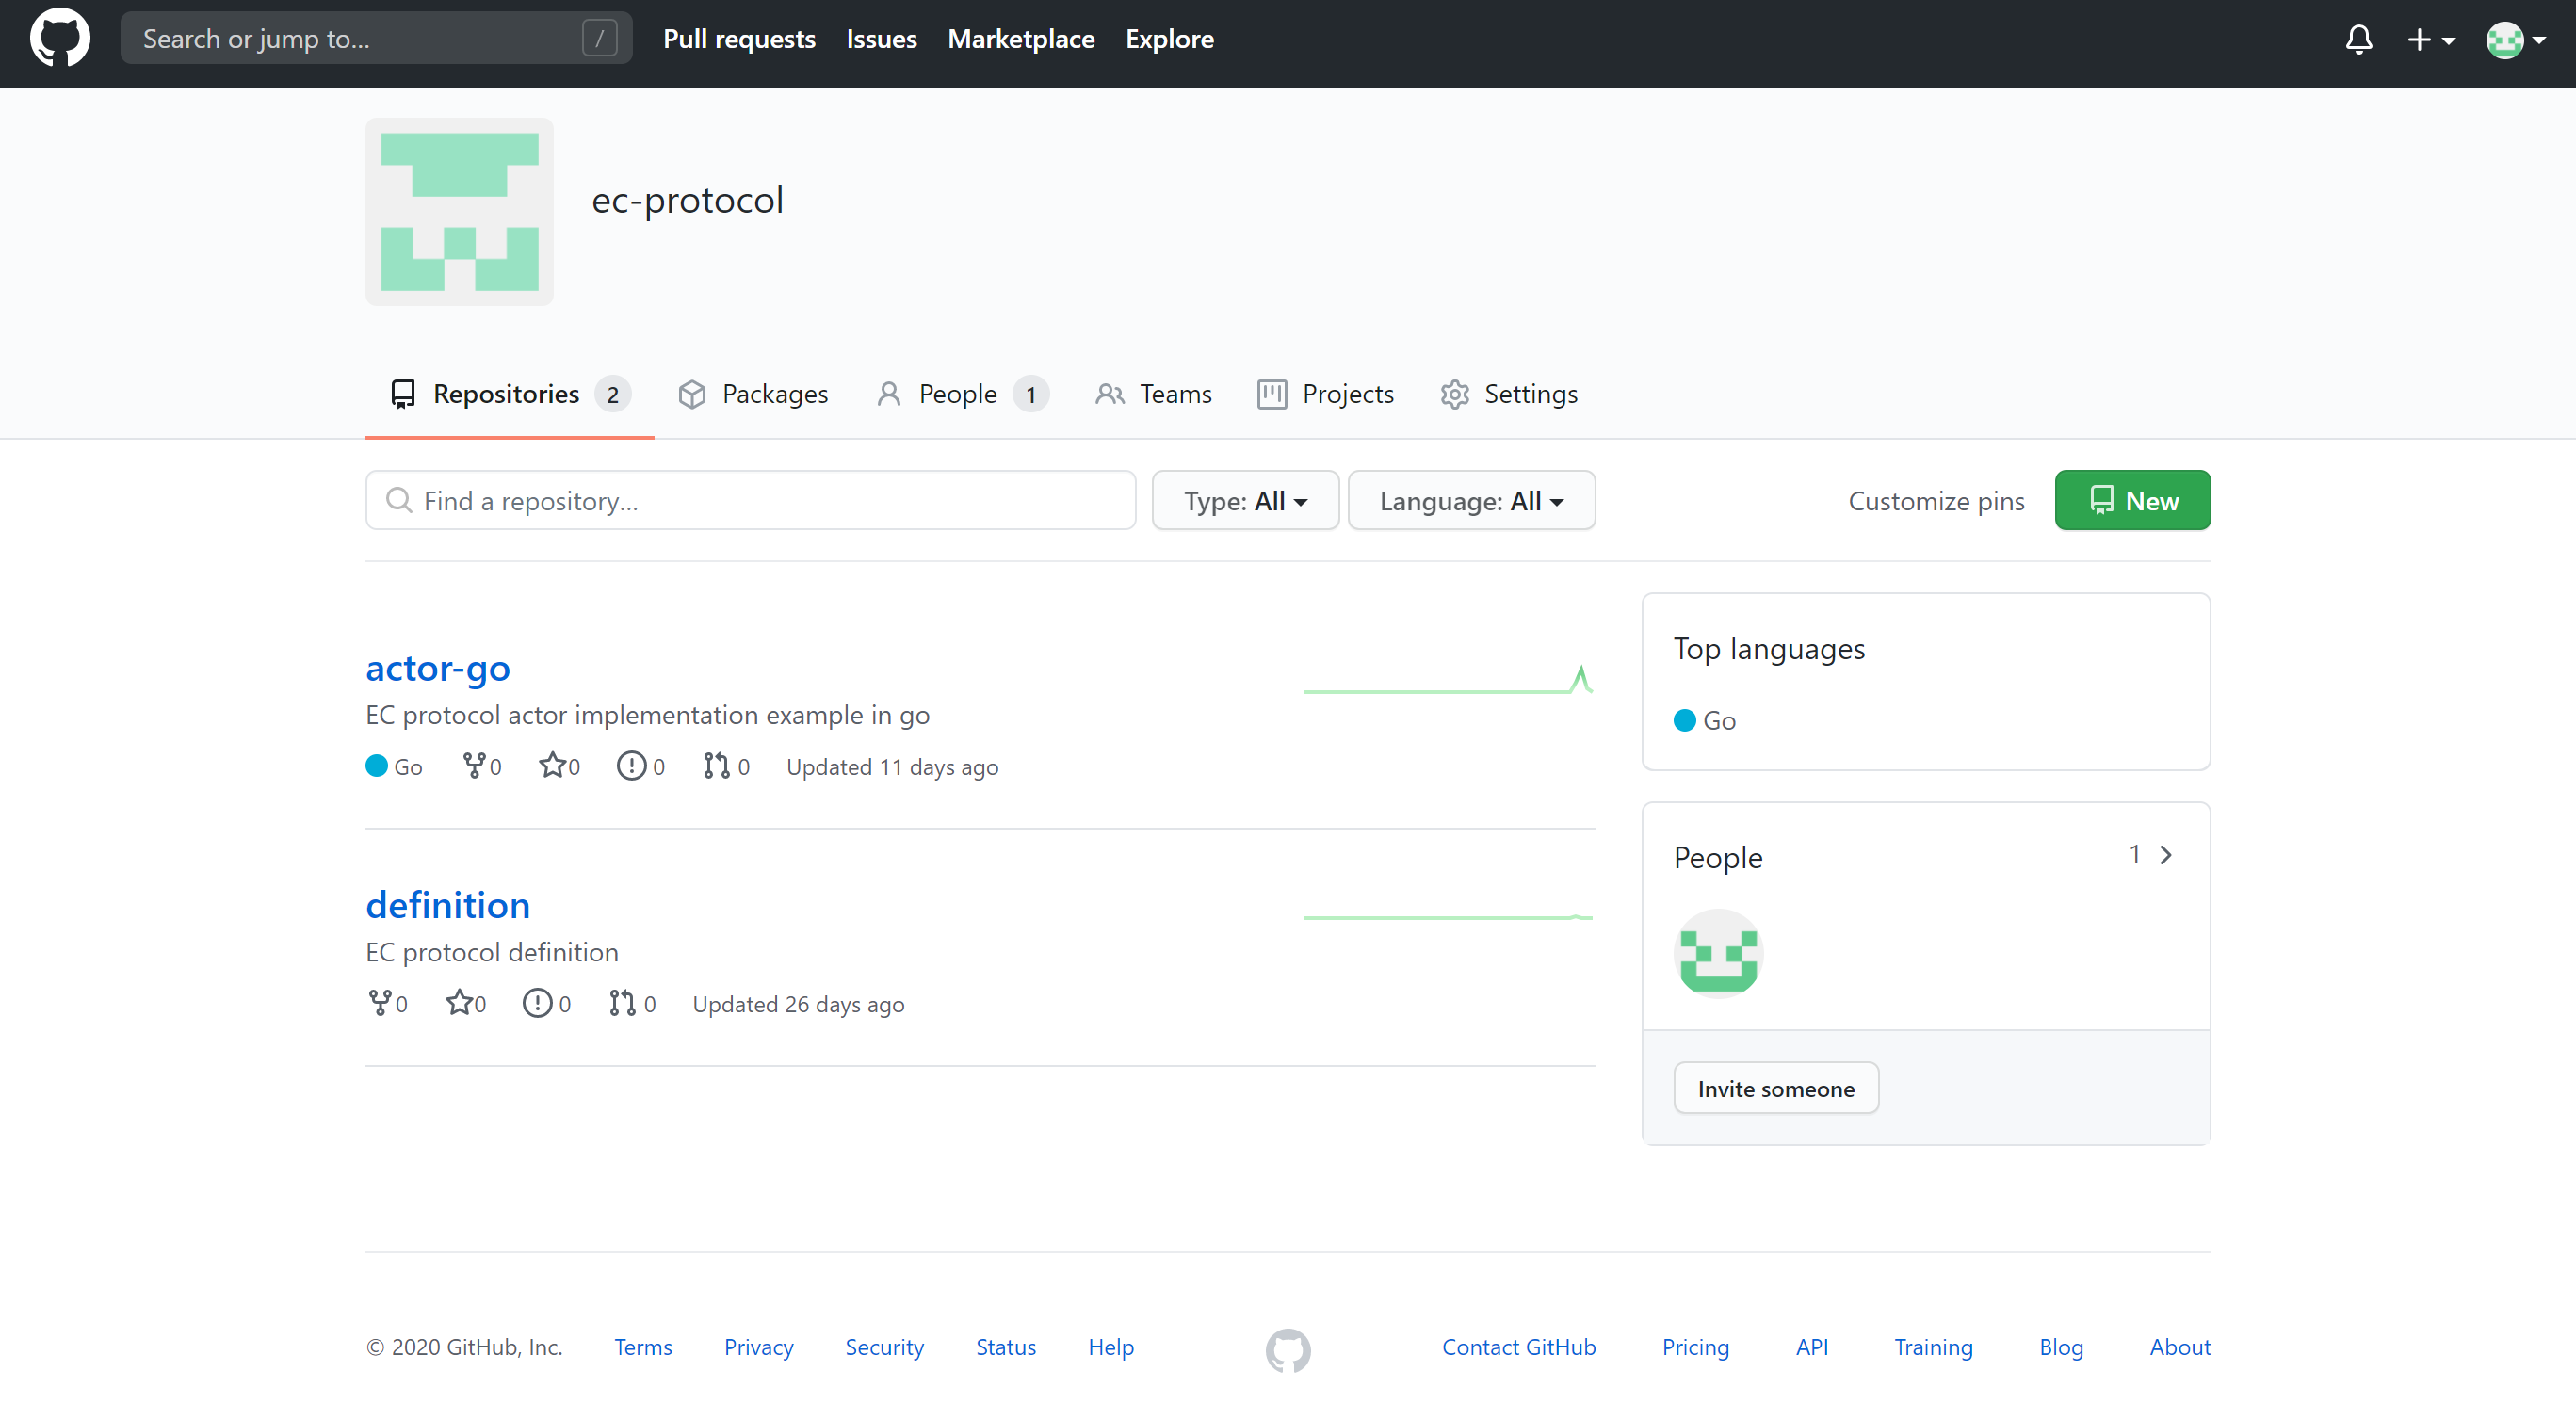 Search or jump to... /
Pull requests Issues Marketplace Explore
ec-protocol
Repositories 2 Packages People 1 Teams Projects Settings
Find a repository... Type: All Language: All Customize pins New
actor-go
EC protocol actor implementation example in go
Go 0 0 0 0 Updated 11 days ago
definition
EC protocol definition
0 0 0 0 Updated 26 days ago
Top languages
Go
People 1
Invite someone
© 2020 GitHub, Inc. Terms Privacy Security Status Help Contact GitHub Pricing API Training Blog About